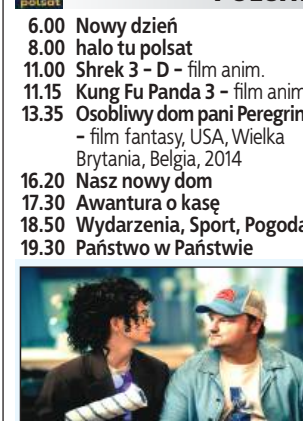 polsat
6.00 Nowy dzień
8.00 halo tu polsat
11.00 Shrek 3 – D – film anim.
11.15 Kung Fu Panda 3 – film anim
13.35 Osobliwy dom pani Peregrin
– film fantasy, USA, Wielka
Brytania, Belgia, 2014
16.20 Nasz nowy dom
17.30 Awantura o kasę
18.50 Wydarzenia, Sport, Pogoda
19.30 Państwo w Państwie